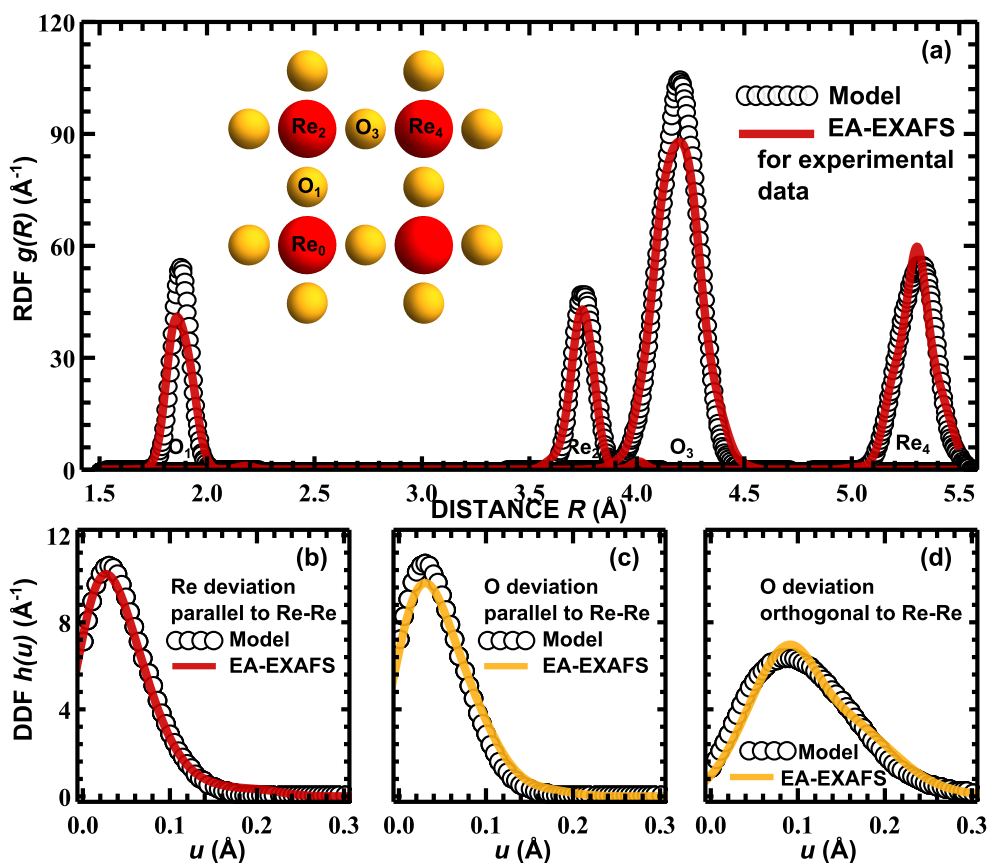 120
90
60
30
0
RDF g(R) (Å⁻¹)
(a)
Model
EA-EXAFS
for experimental
data
Re₂
O₃
Re₄
O₁
Re₀
O₁
Re₂
O₃
Re₄
1.5 2.0 2.5 3.0 3.5 4.0 4.5 5.0 5.5
DISTANCE R (Å)
12
8
4
0
DDF h(u) (Å⁻¹)
(b)
Re deviation
parallel to Re-Re
Model
EA-EXAFS
0.0 0.1 0.2 0.3
u (Å)
(c)
O deviation
parallel to Re-Re
Model
EA-EXAFS
0.0 0.1 0.2 0.3
u (Å)
(d)
O deviation
orthogonal to Re-Re
Model
EA-EXAFS
0.0 0.1 0.2 0.3
u (Å)